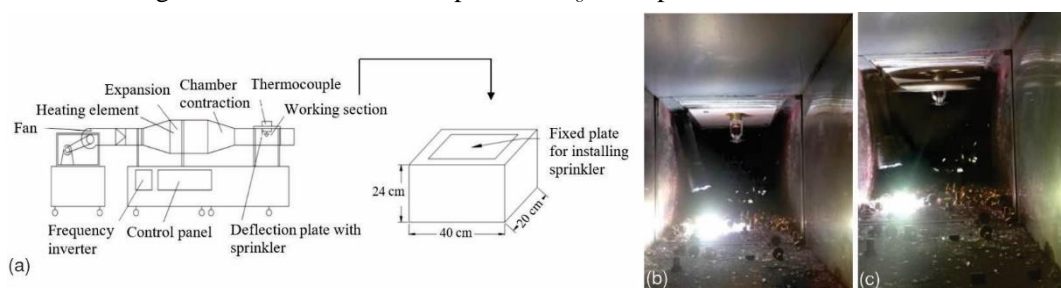 Expansion
Chamber
contraction
Thermocouple
Heating element
Working section
Fan
Fixed plate
for installing
sprinkler
24 cm
20 cm
40 cm
Frequency
inverter
Control panel
Deflection plate with
sprinkler
(a)
(b)
(c)